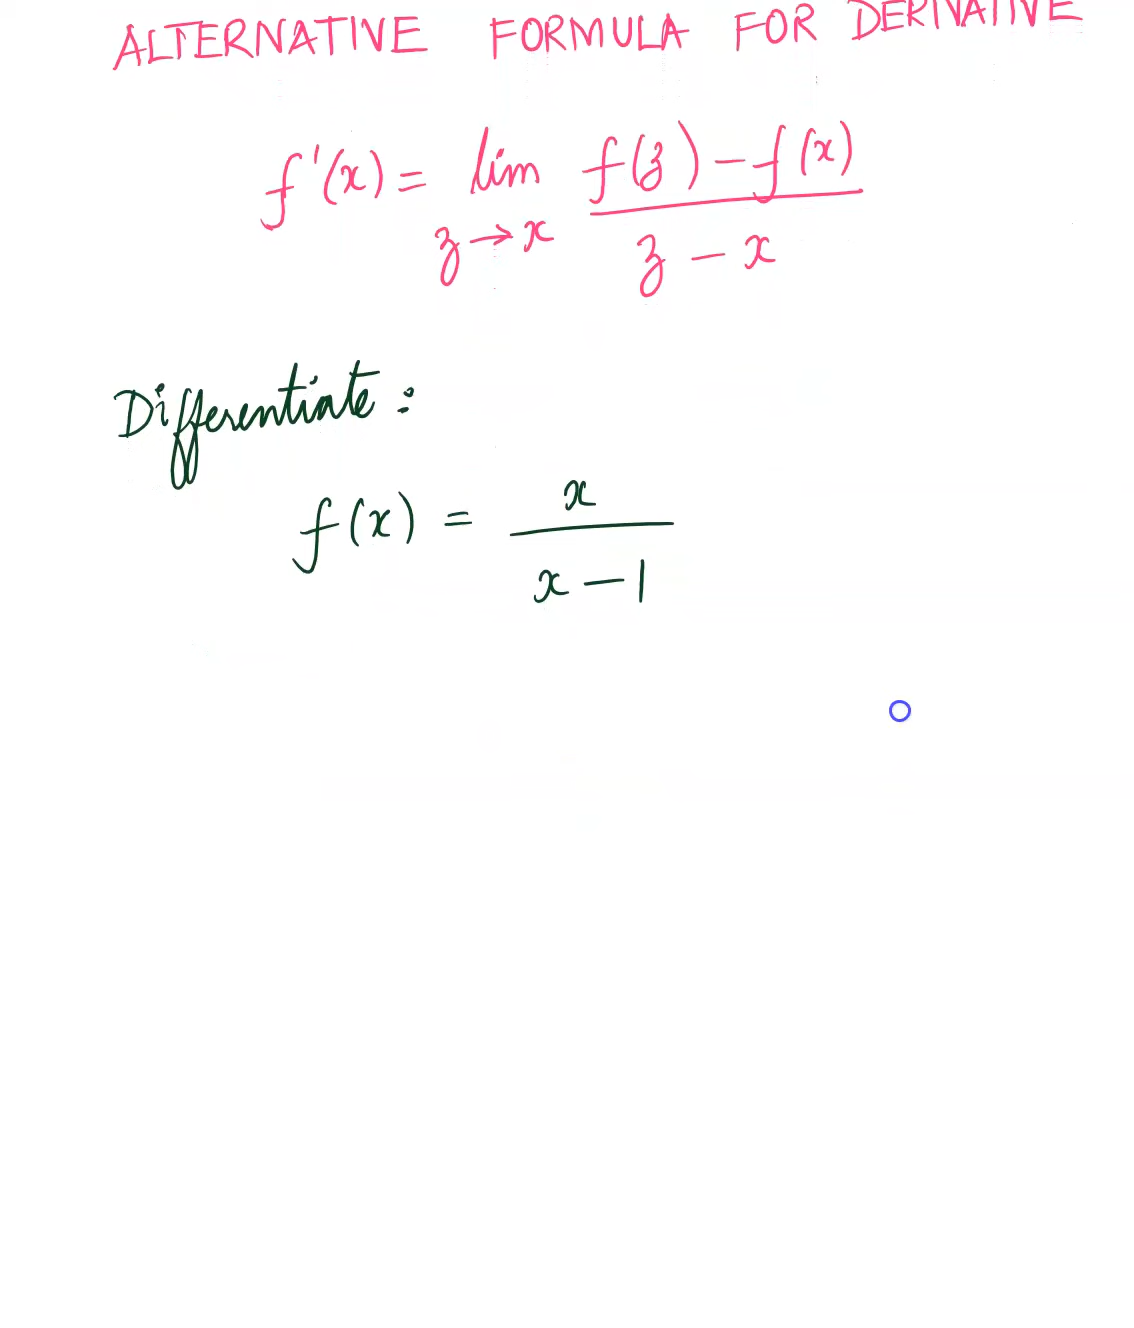 ALTERNATIVE FORMULA FOR DERIVATIVE
f'(x) = lim z→x (f(z) - f(x)) / (z - x)
Differentiate:
f(x) = x / (x - 1)